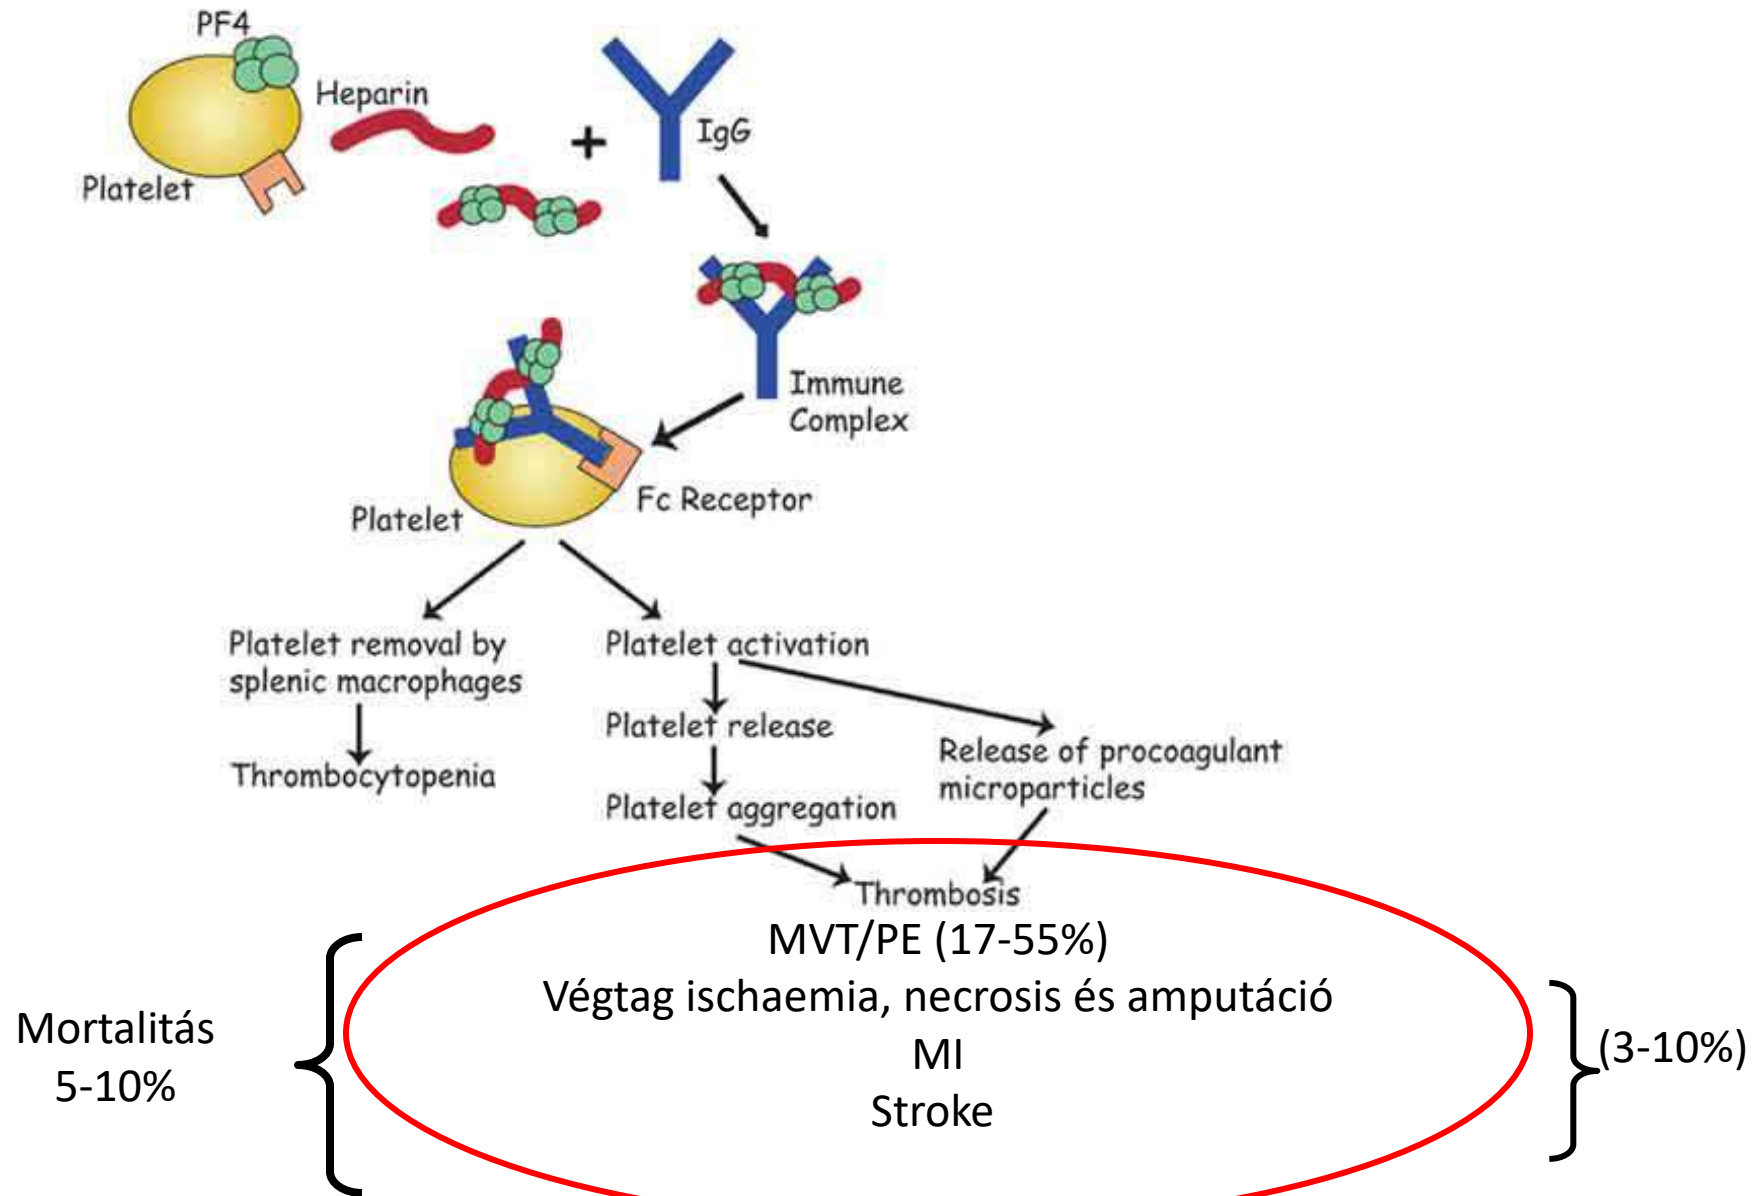 PF4
Heparin
IgG
Platelet
Immune
Complex
Fc Receptor
Platelet
Platelet removal by
splenic macrophages
Platelet activation
Platelet release
Release of procoagulant
microparticles
Thrombocytopenia
Platelet aggregation
Thrombosis
MVT/PE (17-55%)
Végtag ischaemia, necrosis és amputáció
MI
Stroke
Mortalitás
5-10%
(3-10%)